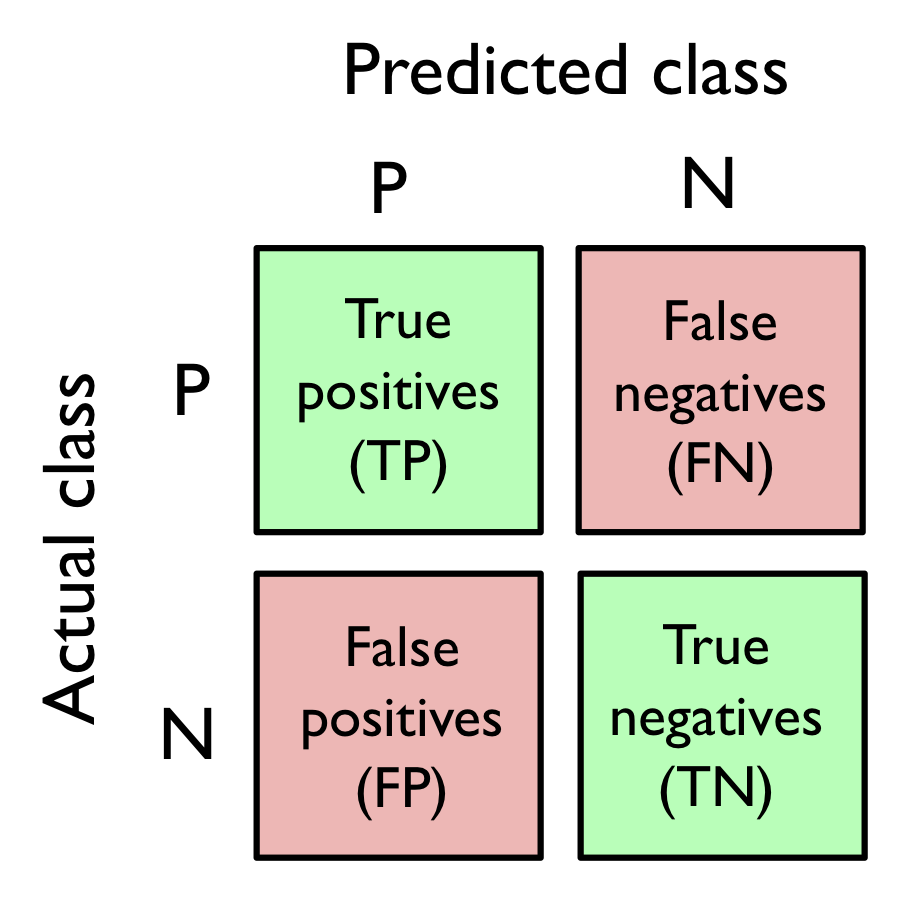 Predicted class
P
N
Actual class
P
True
positives
(TP)
False
negatives
(FN)
N
False
positives
(FP)
True
negatives
(TN)